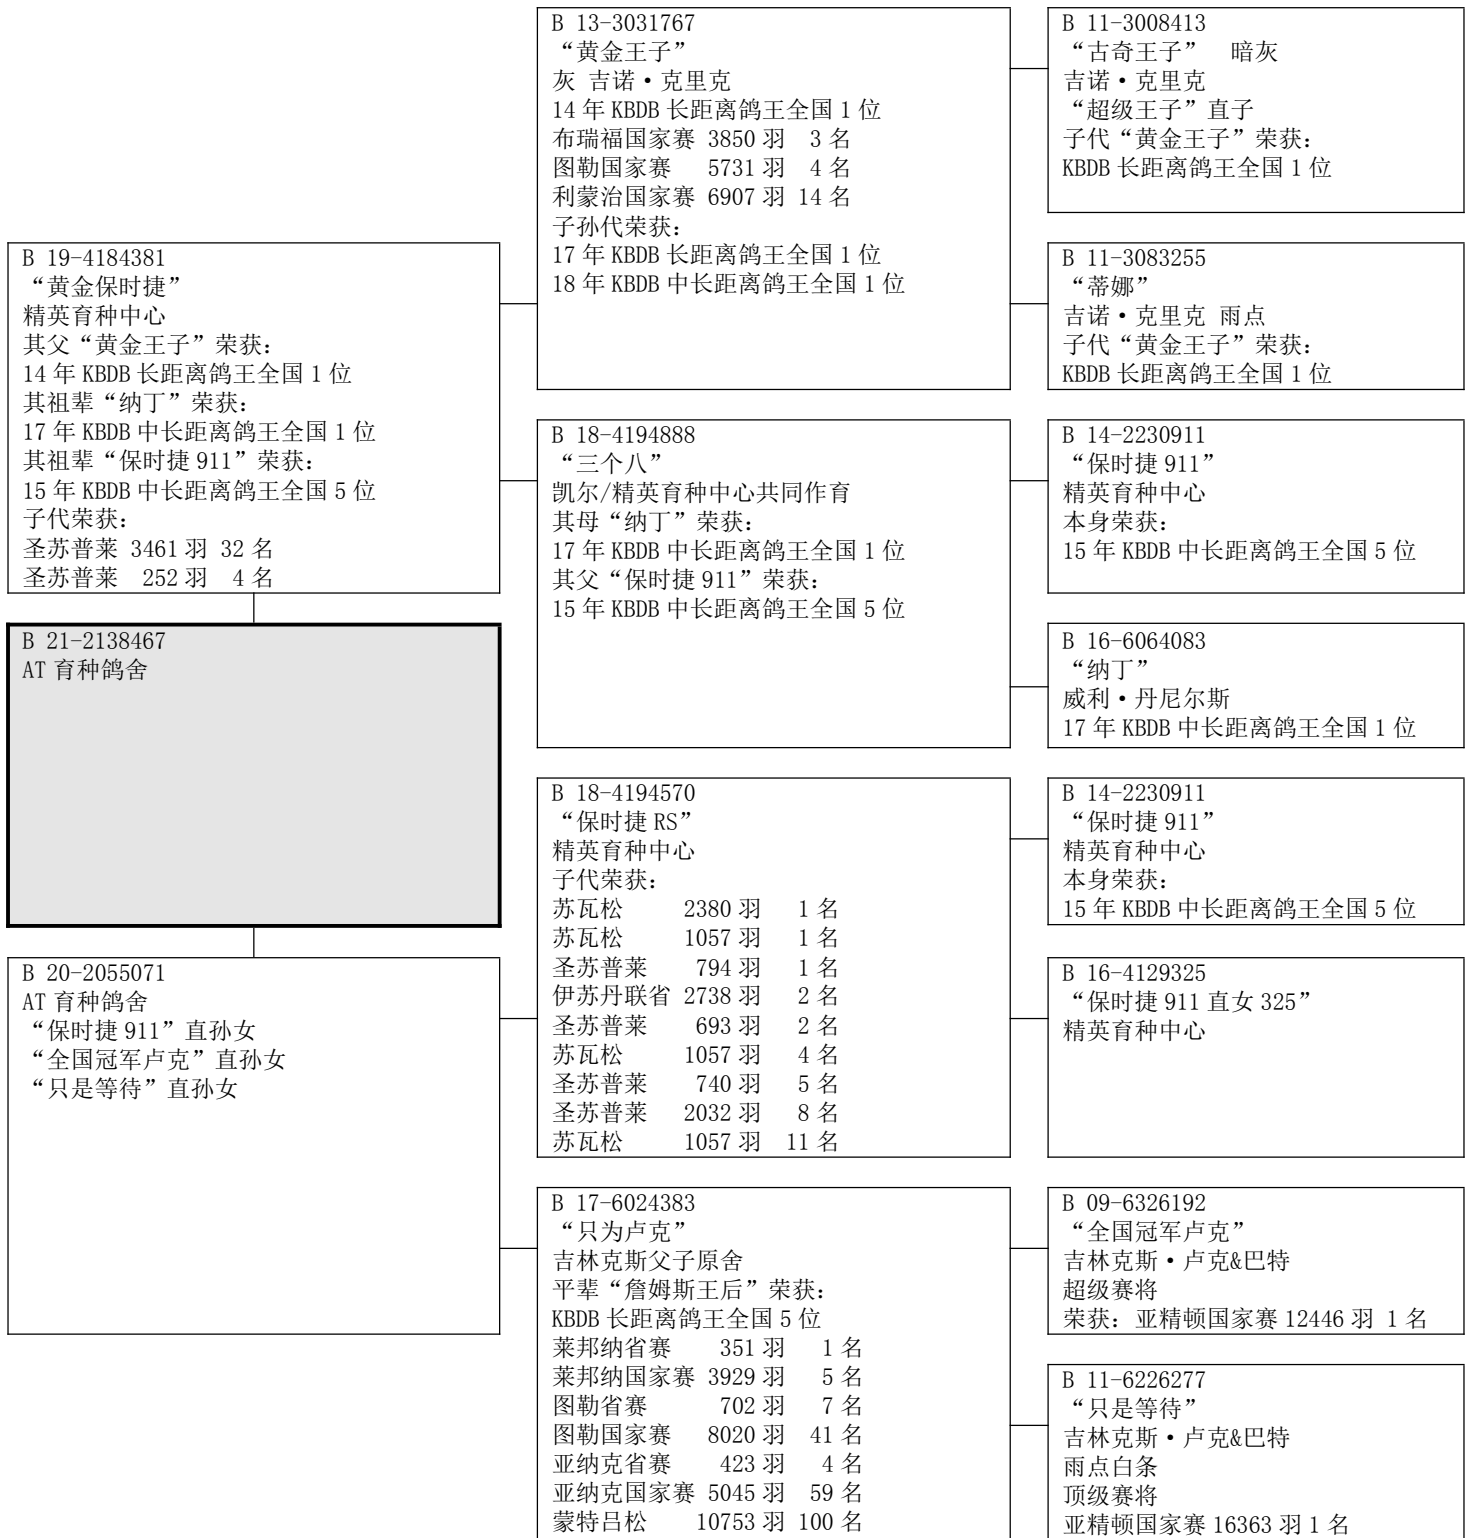 B 19-4184381
“黄金保时捷”
精英育种中心
其父“黄金王子”荣获：
14 年 KBDB 长距离鸽王全国 1 位
其祖辈“纳丁”荣获：
17 年 KBDB 中长距离鸽王全国 1 位
其祖辈“保时捷 911”荣获：
15 年 KBDB 中长距离鸽王全国 5 位
子代荣获：
圣苏普莱 3461 羽 32 名
圣苏普莱 252 羽 4 名
B 21-2138467
AT 育种鸽舍
B 20-2055071
AT 育种鸽舍
“保时捷 911”直孙女
“全国冠军卢克”直孙女
“只是等待”直孙女
B 13-3031767
“黄金王子”
灰 吉诺·克里克
14 年 KBDB 长距离鸽王全国 1 位
布瑞福国家赛 3850 羽 3 名
图勒国家赛 5731 羽 4 名
利蒙治国家赛 6907 羽 14 名
子孙代荣获：
17 年 KBDB 长距离鸽王全国 1 位
18 年 KBDB 中长距离鸽王全国 1 位
B 18-4194888
“三个八”
凯尔/精英育种中心共同作育
其母“纳丁”荣获：
17 年 KBDB 中长距离鸽王全国 1 位
其父“保时捷 911”荣获：
15 年 KBDB 中长距离鸽王全国 5 位
B 18-4194570
“保时捷 RS”
精英育种中心
子代荣获：
苏瓦松 2380 羽 1 名
苏瓦松 1057 羽 1 名
圣苏普莱 794 羽 1 名
伊苏丹联省 2738 羽 2 名
圣苏普莱 693 羽 2 名
苏瓦松 1057 羽 4 名
圣苏普莱 740 羽 5 名
圣苏普莱 2032 羽 8 名
苏瓦松 1057 羽 11 名
B 17-6024383
“只为卢克”
吉林克斯父子原舍
平辈“詹姆斯王后”荣获：
KBDB 长距离鸽王全国 5 位
莱邦纳省赛 351 羽 1 名
莱邦纳国家赛 3929 羽 5 名
图勒省赛 702 羽 7 名
图勒国家赛 8020 羽 41 名
亚纳克省赛 423 羽 4 名
亚纳克国家赛 5045 羽 59 名
蒙特吕松 10753 羽 100 名
B 11-3008413
“古奇王子” 暗灰
吉诺·克里克
“超级王子”直子
子代“黄金王子”荣获：
KBDB 长距离鸽王全国 1 位
B 11-3083255
“蒂娜”
吉诺·克里克 雨点
子代“黄金王子”荣获：
KBDB 长距离鸽王全国 1 位
B 14-2230911
“保时捷 911”
精英育种中心
本身荣获：
15 年 KBDB 中长距离鸽王全国 5 位
B 16-6064083
“纳丁”
威利·丹尼尔斯
17 年 KBDB 中长距离鸽王全国 1 位
B 14-2230911
“保时捷 911”
精英育种中心
本身荣获：
15 年 KBDB 中长距离鸽王全国 5 位
B 16-4129325
“保时捷 911 直女 325”
精英育种中心
B 09-6326192
“全国冠军卢克”
吉林克斯·卢克&巴特
超级赛将
荣获：亚精顿国家赛 12446 羽 1 名
B 11-6226277
“只是等待”
吉林克斯·卢克&巴特
雨点白条
顶级赛将
亚精顿国家赛 16363 羽 1 名